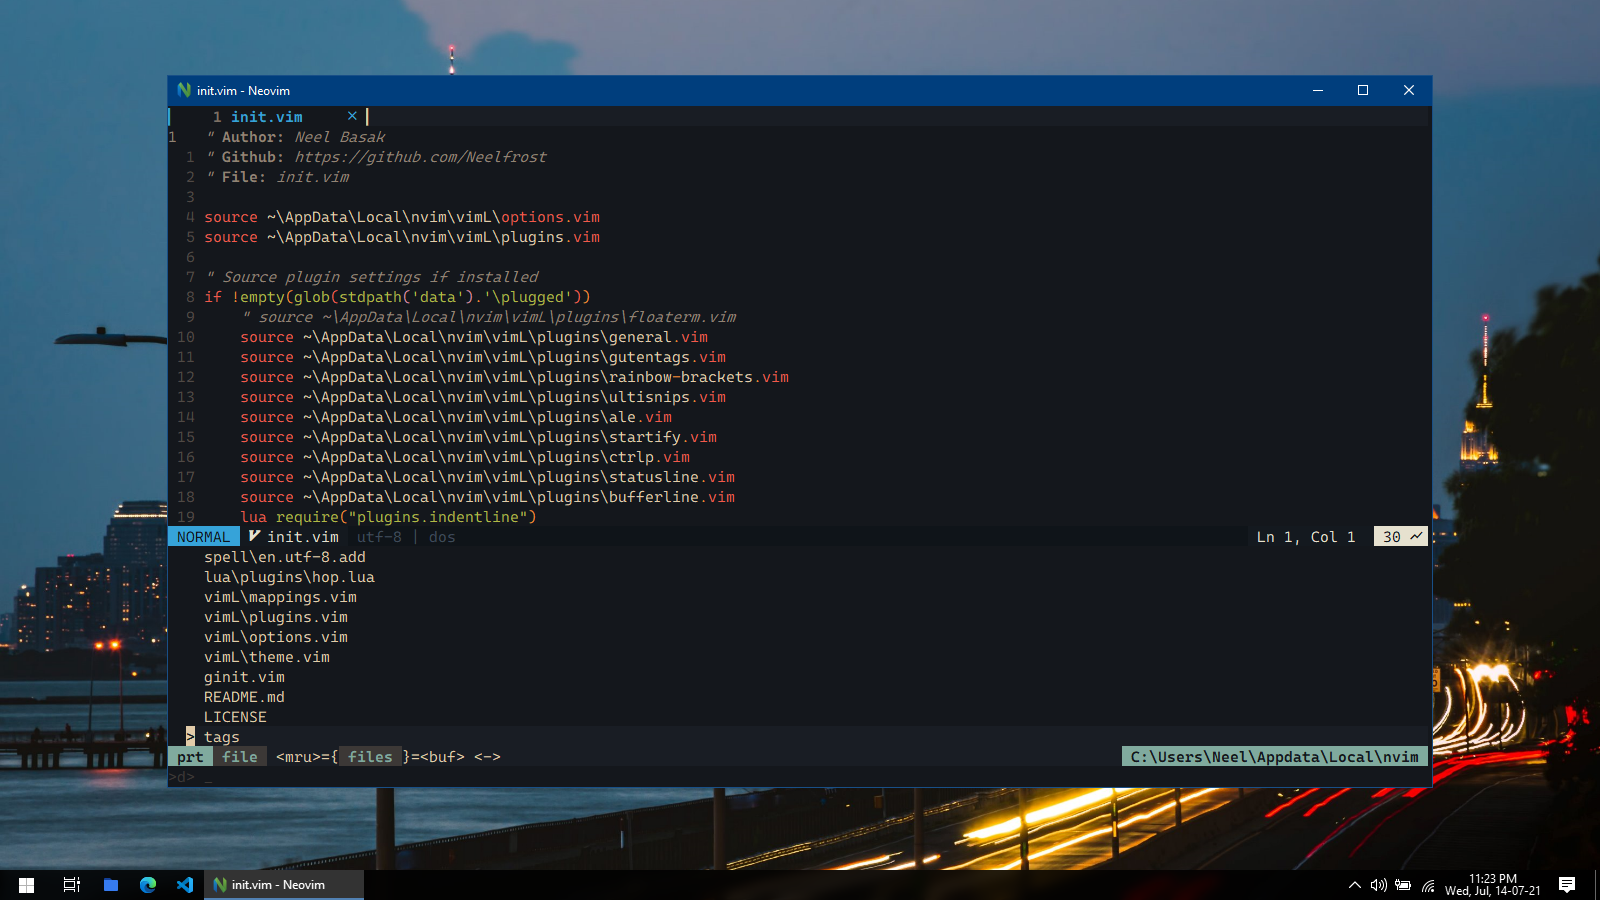 init.vim - Neovim
1 init.vim ×
1 " Author: Neel Basak
1 " Github: https://github.com/Neelfrost
2 " File: init.vim
3
4 source ~\AppData\Local\nvim\vimL\options.vim
5 source ~\AppData\Local\nvim\vimL\plugins.vim
6
7 " Source plugin settings if installed
8 if !empty(glob(stdpath('data').'\plugged'))
9 " source ~\AppData\Local\nvim\vimL\plugins\floaterm.vim
10 source ~\AppData\Local\nvim\vimL\plugins\general.vim
11 source ~\AppData\Local\nvim\vimL\plugins\gutentags.vim
12 source ~\AppData\Local\nvim\vimL\plugins\rainbow-brackets.vim
13 source ~\AppData\Local\nvim\vimL\plugins\ultisnips.vim
14 source ~\AppData\Local\nvim\vimL\plugins\ale.vim
15 source ~\AppData\Local\nvim\vimL\plugins\startify.vim
16 source ~\AppData\Local\nvim\vimL\plugins\ctrlp.vim
17 source ~\AppData\Local\nvim\vimL\plugins\statusline.vim
18 source ~\AppData\Local\nvim\vimL\plugins\bufferline.vim
19 lua require("plugins.indentline")
NORMAL init.vim utf-8 | dos Ln 1, Col 1 30
spell\en.utf-8.add
lua\plugins\hop.lua
vimL\mappings.vim
vimL\plugins.vim
vimL\options.vim
vimL\theme.vim
ginit.vim
README.md
LICENSE
> tags
prt file <mru>={ files }=<buf> <-> C:\Users\Neel\Appdata\Local\nvim
>d> _
init.vim - Neovim
11:23 PM
Wed, Jul, 14-07-21